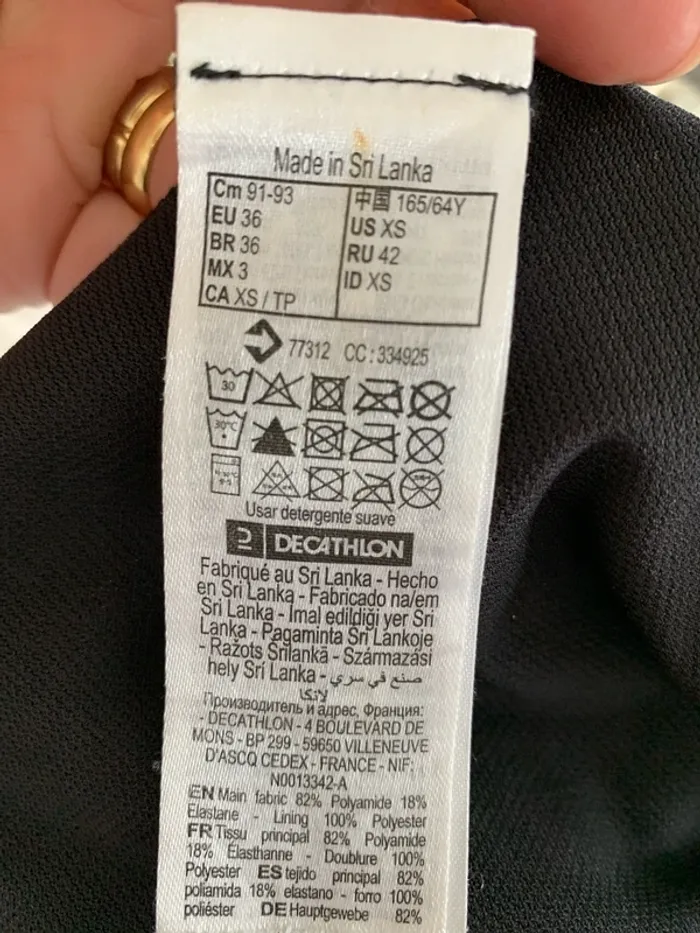 Made in Sri Lanka
Cm 91-93
EU 36
BR 36
MX 3
CA XS / TP
中国 165/64Y
US XS
RU 42
ID XS
77312 CC : 334925
30
30°C
Usar detergente suave
DECATHLON
Fabriqué au Sri Lanka - Hecho
en Sri Lanka - Fabricado na/em
Sri Lanka - Imal edildiği yer Sri
Lanka - Pagaminta Sri Lankoje
- Ražots Šrilankā - Származási
hely Sri Lanka - صنع في سري
لانكا
Производитель и адрес, Франция:
- DECATHLON - 4 BOULEVARD DE
MONS - BP 299 - 59650 VILLENEUVE
D'ASCQ CEDEX - FRANCE - NIF:
N0013342-A
EN Main fabric 82% Polyamide 18%
Elastane - Lining 100% Polyester
FR Tissu principal 82% Polyamide
18% Élasthanne - Doublure 100%
Polyester ES tejido principal 82%
poliamida 18% elastano - forro 100%
poliéster DE Hauptgewebe 82%